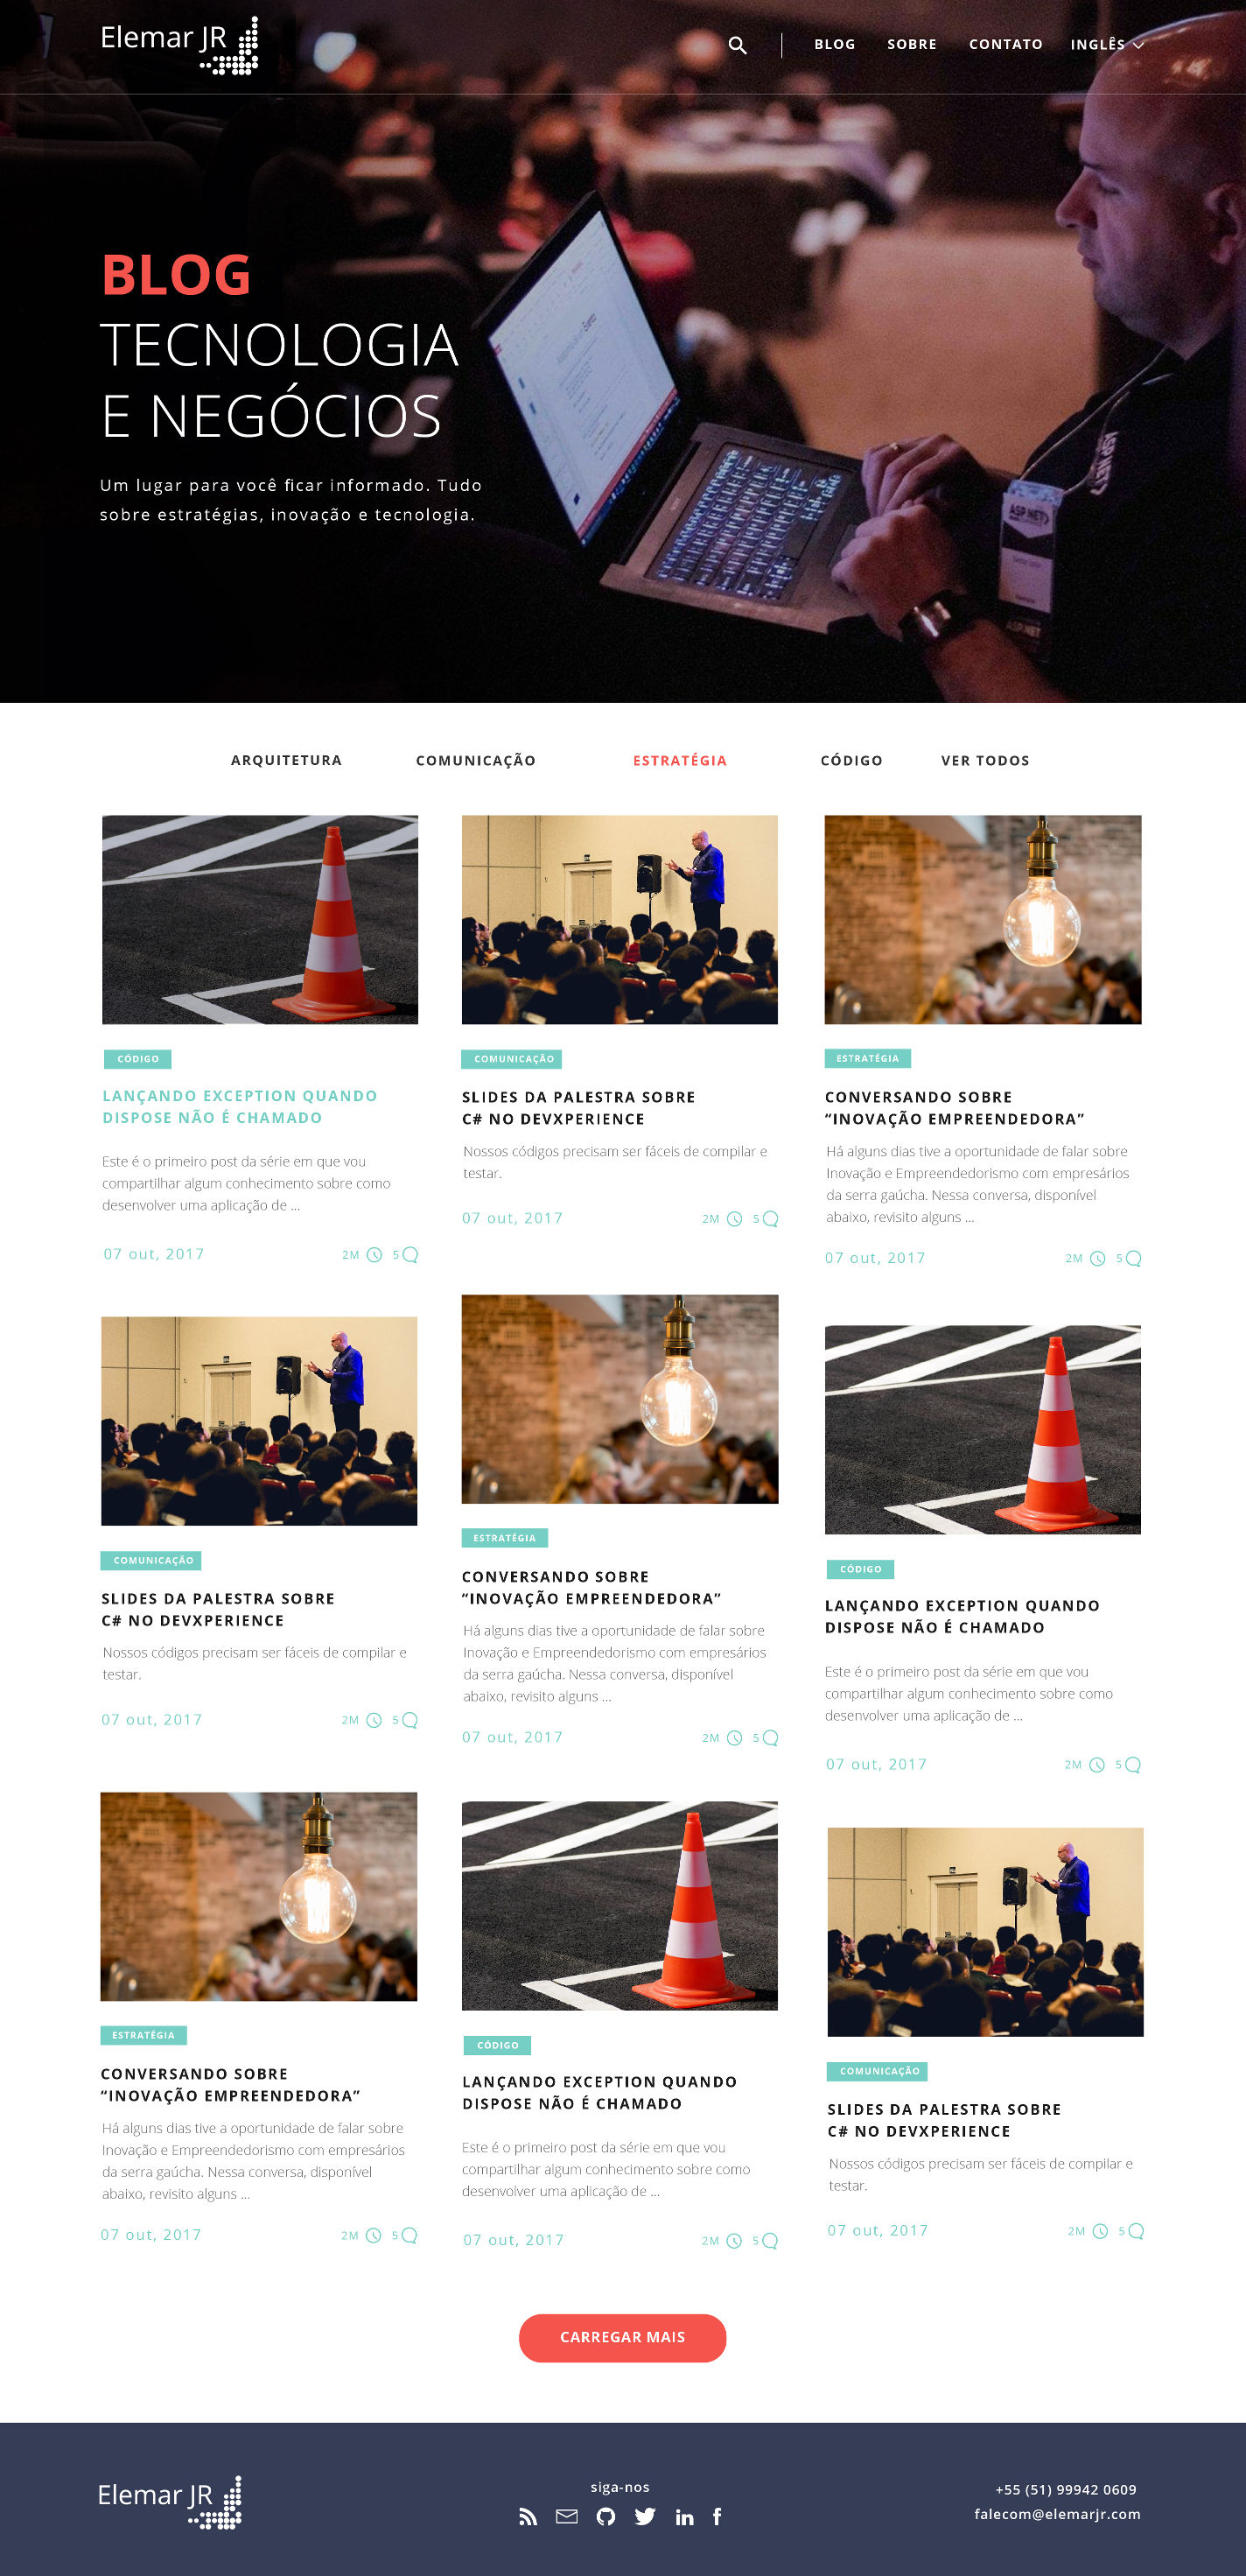 Elemar JR
BLOG SOBRE CONTATO INGLÊS
BLOG
TECNOLOGIA
E NEGÓCIOS
Um lugar para você ficar informado. Tudo
sobre estratégias, inovação e tecnologia.
ASP.NET
ASP.NET
ARQUITETURA COMUNICAÇÃO ESTRATÉGIA CÓDIGO VER TODOS
CÓDIGO
LANÇANDO EXCEPTION QUANDO
DISPOSE NÃO É CHAMADO
Este é o primeiro post da série em que vou
compartilhar algum conhecimento sobre como
desenvolver uma aplicação de ...
07 out, 2017 2M 5
COMUNICAÇÃO
SLIDES DA PALESTRA SOBRE
C# NO DEVXPERIENCE
Nossos códigos precisam ser fáceis de compilar e
testar.
07 out, 2017 2M 5
ESTRATÉGIA
CONVERSANDO SOBRE
“INOVAÇÃO EMPREENDEDORA”
Há alguns dias tive a oportunidade de falar sobre
Inovação e Empreendedorismo com empresários
da serra gaúcha. Nessa conversa, disponível
abaixo, revisito alguns ...
07 out, 2017 2M 5
COMUNICAÇÃO
SLIDES DA PALESTRA SOBRE
C# NO DEVXPERIENCE
Nossos códigos precisam ser fáceis de compilar e
testar.
07 out, 2017 2M 5
ESTRATÉGIA
CONVERSANDO SOBRE
“INOVAÇÃO EMPREENDEDORA”
Há alguns dias tive a oportunidade de falar sobre
Inovação e Empreendedorismo com empresários
da serra gaúcha. Nessa conversa, disponível
abaixo, revisito alguns ...
07 out, 2017 2M 5
CÓDIGO
LANÇANDO EXCEPTION QUANDO
DISPOSE NÃO É CHAMADO
Este é o primeiro post da série em que vou
compartilhar algum conhecimento sobre como
desenvolver uma aplicação de ...
07 out, 2017 2M 5
ESTRATÉGIA
CONVERSANDO SOBRE
“INOVAÇÃO EMPREENDEDORA”
Há alguns dias tive a oportunidade de falar sobre
Inovação e Empreendedorismo com empresários
da serra gaúcha. Nessa conversa, disponível
abaixo, revisito alguns ...
07 out, 2017 2M 5
CÓDIGO
LANÇANDO EXCEPTION QUANDO
DISPOSE NÃO É CHAMADO
Este é o primeiro post da série em que vou
compartilhar algum conhecimento sobre como
desenvolver uma aplicação de ...
07 out, 2017 2M 5
COMUNICAÇÃO
SLIDES DA PALESTRA SOBRE
C# NO DEVXPERIENCE
Nossos códigos precisam ser fáceis de compilar e
testar.
07 out, 2017 2M 5
CARREGAR MAIS
Elemar JR
siga-nos
+55 (51) 99942 0609
falecom@elemarjr.com